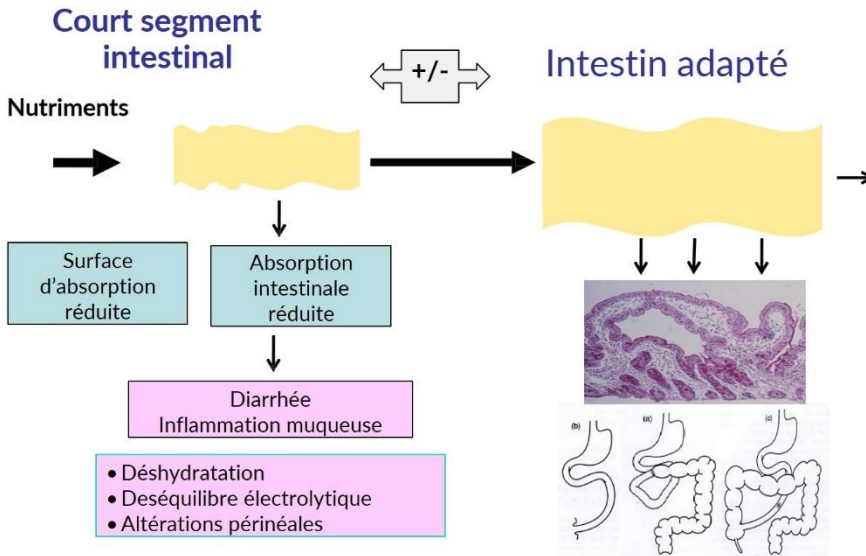 Court segment
intestinal
+/-
Intestin adapté
Nutriments
Surface
d’absorption
réduite
Absorption
intestinale
réduite
Diarrhée
Inflammation muqueuse
• Déshydratation
• Deséquilibre électrolytique
• Altérations périnéales
(b)
(a)
(c)